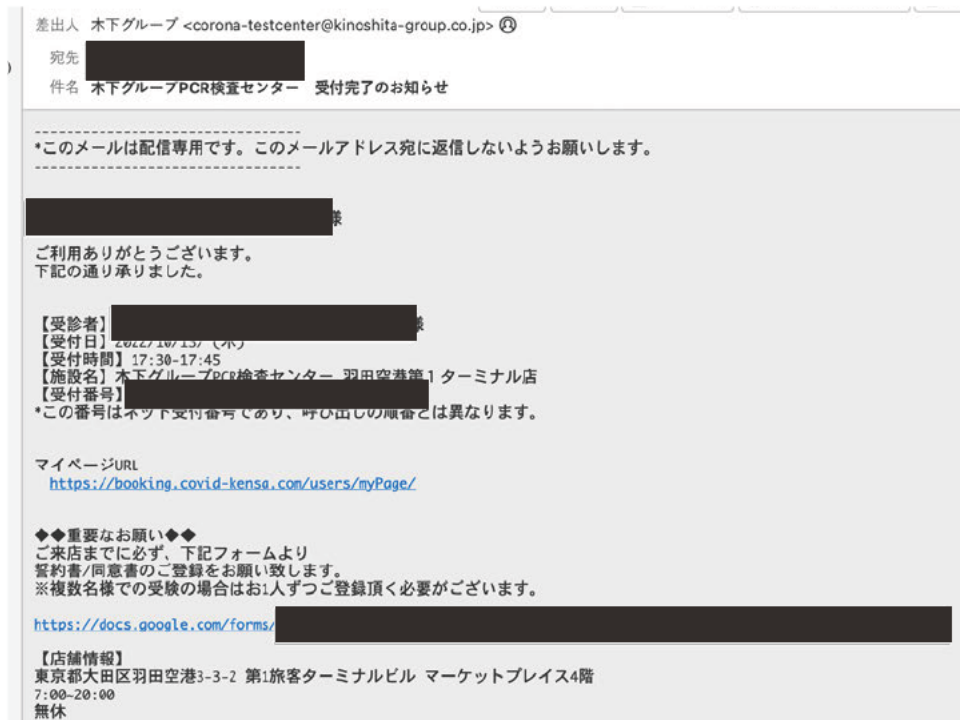 差出人 木下グループ <corona-testcenter@kinoshita-group.co.jp>
宛先
件名 木下グループPCR検査センター 受付完了のお知らせ
----------------------------------
*このメールは配信専用です。このメールアドレス宛に返信しないようお願いします。
----------------------------------
様
ご利用ありがとうございます。
下記の通り承りました。
【受診者】 様
【受付日】2022/10/13/ (木)
【受付時間】17:30-17:45
【施設名】木下グループPCR検査センター 羽田空港第1ターミナル店
【受付番号】
*この番号はネット受付番号であり、呼び出しの順番とは異なります。
マイページURL
https://booking.covid-kensa.com/users/myPage/
◆◆重要なお願い◆◆
ご来店までに必ず、下記フォームより
誓約書/同意書のご登録をお願い致します。
※複数名様での受験の場合はお1人ずつご登録頂く必要がございます。
https://docs.google.com/forms/
【店舗情報】
東京都大田区羽田空港3-3-2 第1旅客ターミナルビル マーケットプレイス4階
7:00~20:00
無休